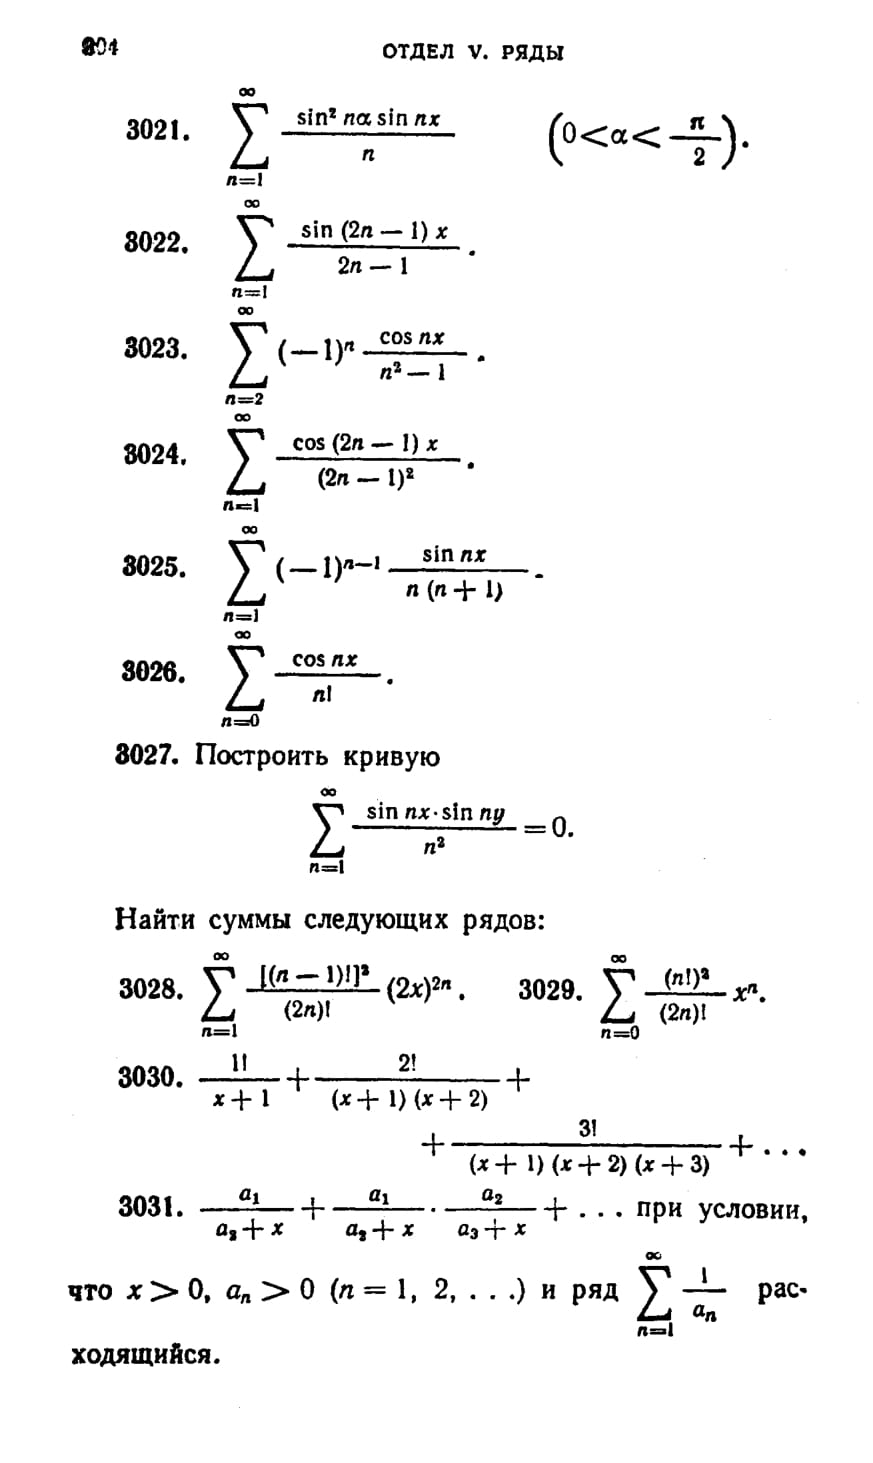 ОТДЕЛ V. РЯДЫ
3021. \sum_{n=1}^{\infty} \frac{\sin^2 n\alpha \sin nx}{n} \left(0<\alpha<\frac{\pi}{2}\right).
3022. \sum_{n=1}^{\infty} \frac{\sin (2n-1) x}{2n-1}.
3023. \sum_{n=2}^{\infty} (-1)^n \frac{\cos nx}{n^2-1}.
3024. \sum_{n=1}^{\infty} \frac{\cos (2n-1) x}{(2n-1)^2}.
3025. \sum_{n=1}^{\infty} (-1)^{n-1} \frac{\sin nx}{n (n+1)}.
3026. \sum_{n=0}^{\infty} \frac{\cos nx}{n!}.
3027. Построить кривую
\sum_{n=1}^{\infty} \frac{\sin nx \cdot \sin ny}{n^2} = 0.
Найти суммы следующих рядов:
3028. \sum_{n=1}^{\infty} \frac{[(n-1)!]^2}{(2n)!} (2x)^{2n}. 3029. \sum_{n=0}^{\infty} \frac{(n!)^2}{(2n)!} x^n.
3030. \frac{1!}{x+1} + \frac{2!}{(x+1)(x+2)} +
+ \frac{3!}{(x+1)(x+2)(x+3)} + ...
3031. \frac{a_1}{a_2+x} + \frac{a_1}{a_2+x} \cdot \frac{a_2}{a_3+x} + ... при условии,
что x > 0, a_n > 0 (n = 1, 2, ...) и ряд \sum_{n=1}^{\infty} \frac{1}{a_n} рас-
ходящийся.